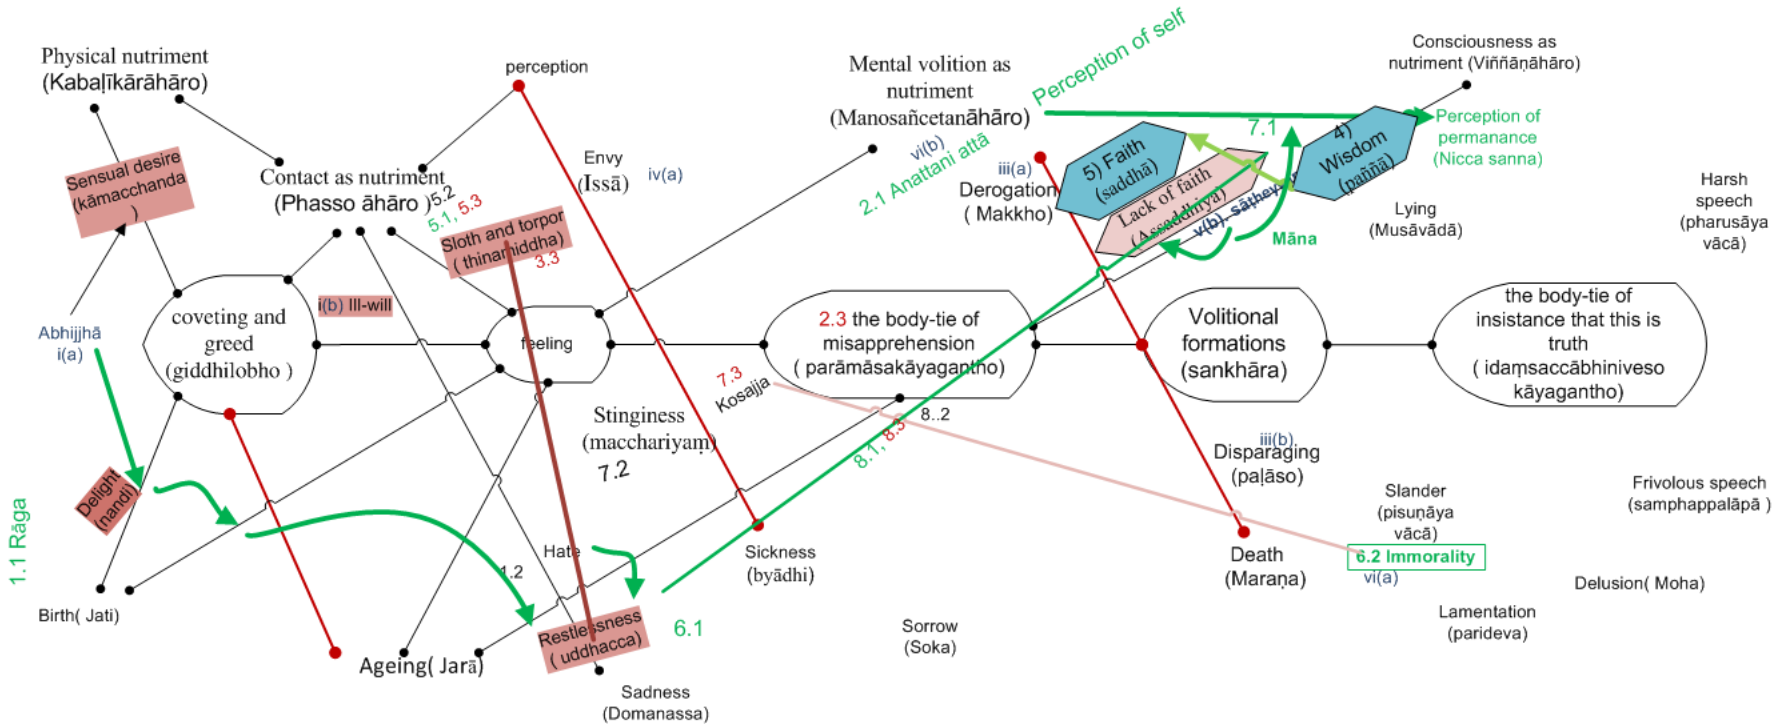 Physical nutriment
(Kabaḷīkārāhāro)
perception
Mental volition as
nutriment
(Manosañcetanāhāro)
Perception of self
Consciousness as
nutriment (Viññāṇāhāro)
Sensual desire
(kāmacchanda
)
Contact as nutriment
(Phasso āhāro )
5.2
5.1, 5.3
Sloth and torpor
( thinamiddha)
3.3
Envy
(Issā)
iv(a)
vi(b)
2.1 Anattani attā
iii(a)
Derogation
( Makkho)
5) Faith
(saddhā)
Lack of faith
(Assaddhiya)
7.1
4)
Wisdom
(paññā)
Perception of
permanance
(Nicca sanna)
Māna
Lying
(Musāvādā)
Harsh
speech
(pharusāya
vācā)
Abhijjhā
i(a)
coveting and
greed
(giddhilobho )
i(b) Ill-will
feeling
2.3 the body-tie of
misapprehension
( parāmāsakāyagantho)
Volitional
formations
(sankhāra)
the body-tie of
insistance that this is
truth
( idaṃsaccābhiniveso
kāyagantho)
7.3
Kosajja
Stinginess
(macchariyaṃ)
7.2
8..2
8.1, 8.3
iii(b)
Disparaging
(paḷāso)
Delight
(nandi)
1.1 Rāga
Slander
(pisuṇāya
vācā)
6.2 Immorality
vi(a)
Frivolous speech
(samphappalāpā )
Hate
1.2
Sickness
(byādhi)
Death
(Maraṇa)
Delusion( Moha)
Birth( Jati)
Restlessness
( uddhacca)
6.1
Sorrow
(Soka)
Lamentation
(parideva)
Ageing( Jarā)
Sadness
(Domanassa)